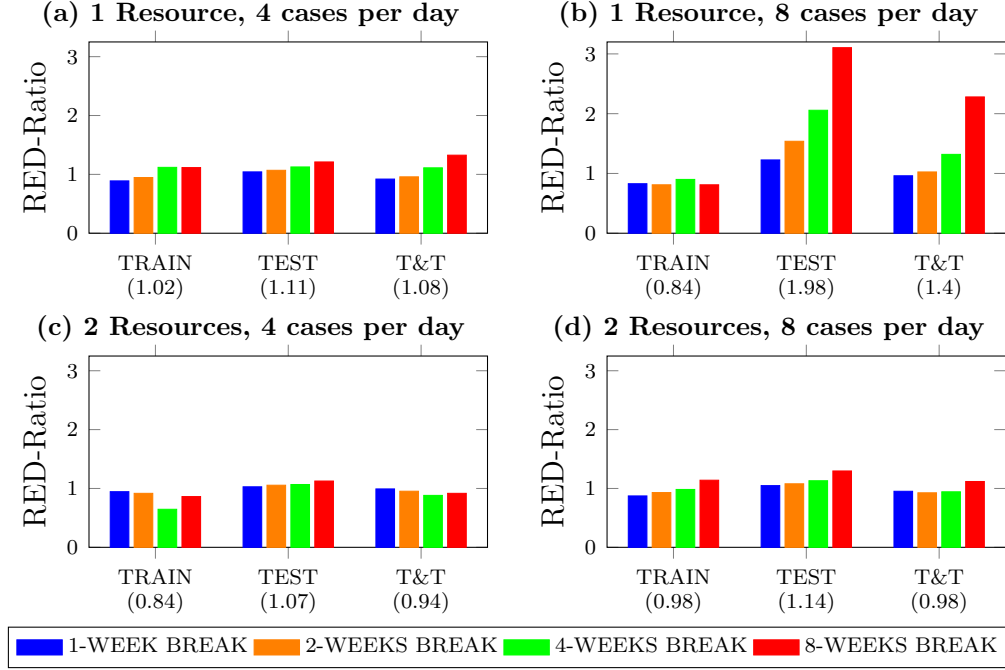 (a) 1 Resource, 4 cases per day
RED-Ratio
3
2
1
0
TRAIN
(1.02)
TEST
(1.11)
T&T
(1.08)
(b) 1 Resource, 8 cases per day
RED-Ratio
3
2
1
0
TRAIN
(0.84)
TEST
(1.98)
T&T
(1.4)
(c) 2 Resources, 4 cases per day
RED-Ratio
3
2
1
0
TRAIN
(0.84)
TEST
(1.07)
T&T
(0.94)
(d) 2 Resources, 8 cases per day
RED-Ratio
3
2
1
0
TRAIN
(0.98)
TEST
(1.14)
T&T
(0.98)
1-WEEK BREAK 2-WEEKS BREAK 4-WEEKS BREAK 8-WEEKS BREAK